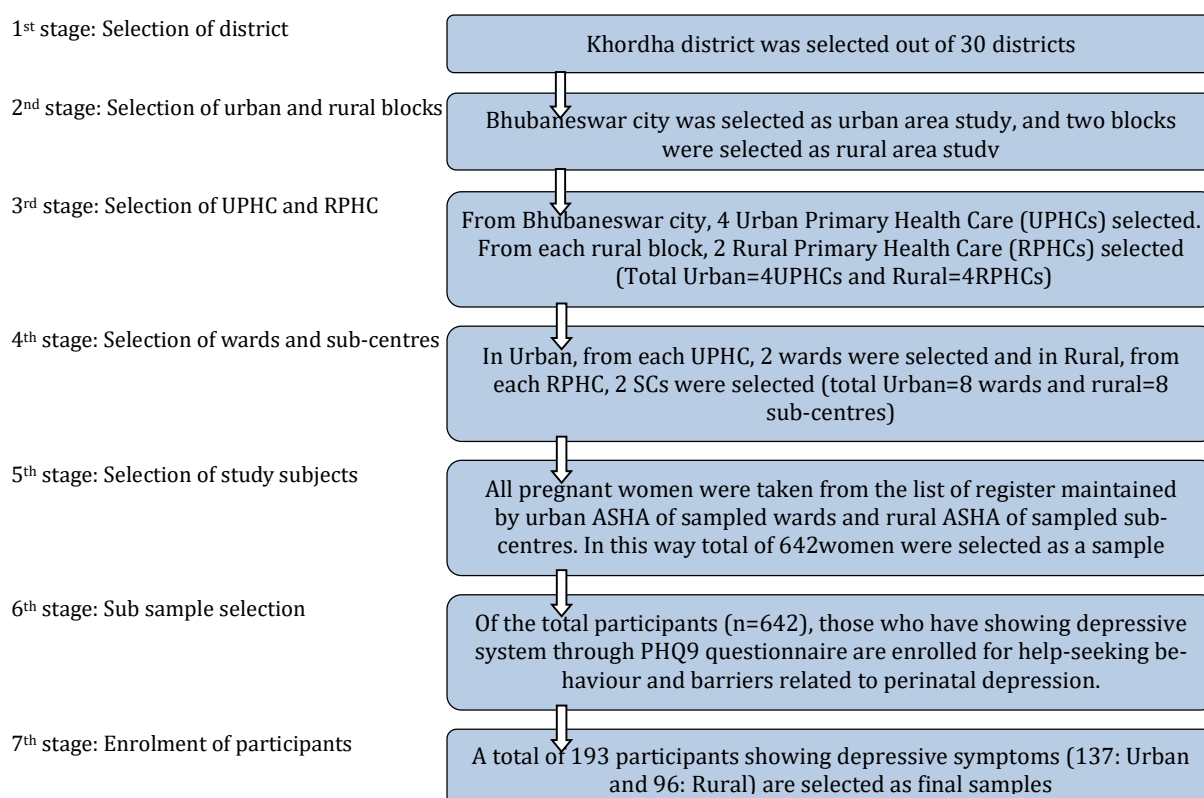 1st stage: Selection of district
Khordha district was selected out of 30 districts
2nd stage: Selection of urban and rural blocks
Bhubaneswar city was selected as urban area study, and two blocks
were selected as rural area study
3rd stage: Selection of UPHC and RPHC
From Bhubaneswar city, 4 Urban Primary Health Care (UPHCs) selected.
From each rural block, 2 Rural Primary Health Care (RPHCs) selected
(Total Urban=4UPHCs and Rural=4RPHCs)
4th stage: Selection of wards and sub-centres
In Urban, from each UPHC, 2 wards were selected and in Rural, from
each RPHC, 2 SCs were selected (total Urban=8 wards and rural=8
sub-centres)
5th stage: Selection of study subjects
All pregnant women were taken from the list of register maintained
by urban ASHA of sampled wards and rural ASHA of sampled sub-
centres. In this way total of 642women were selected as a sample
6th stage: Sub sample selection
Of the total participants (n=642), those who have showing depressive
system through PHQ9 questionnaire are enrolled for help-seeking be-
haviour and barriers related to perinatal depression.
7th stage: Enrolment of participants
A total of 193 participants showing depressive symptoms (137: Urban
and 96: Rural) are selected as final samples